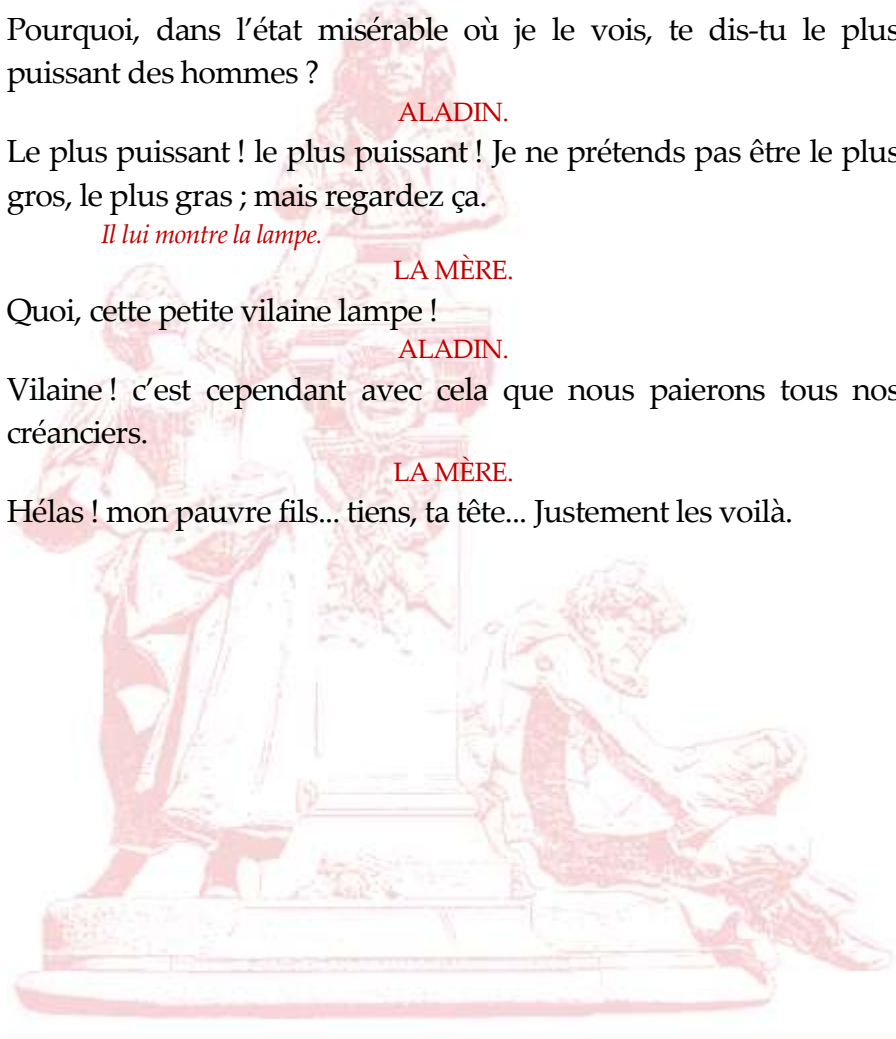 Pourquoi, dans l’état misérable où je le vois, te dis-tu le plus
puissant des hommes ?
ALADIN.
Le plus puissant ! le plus puissant ! Je ne prétends pas être le plus
gros, le plus gras ; mais regardez ça.
Il lui montre la lampe.
LA MÈRE.
Quoi, cette petite vilaine lampe !
ALADIN.
Vilaine ! c’est cependant avec cela que nous paierons tous nos
créanciers.
LA MÈRE.
Hélas ! mon pauvre fils... tiens, ta tête... Justement les voilà.